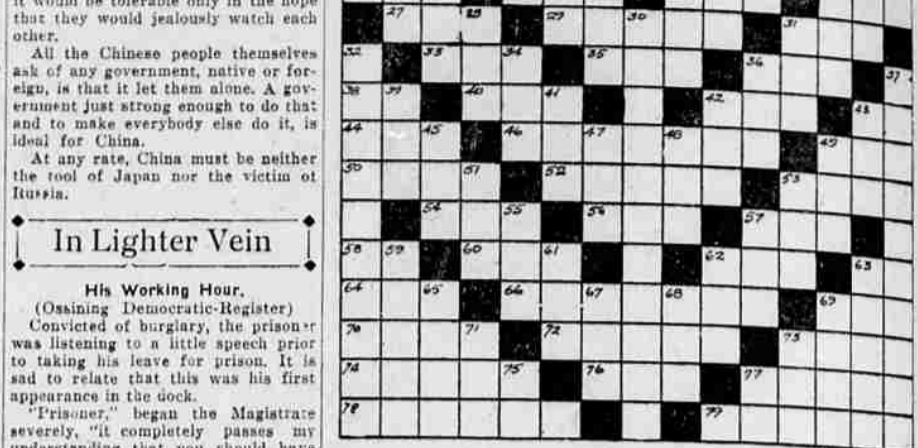 it would be tolerable only in the hope
that they would jealously watch each
other.
All the Chinese people themselves
ask of any government, native or for-
eign, is that it let them alone. A gov-
ernment just strong enough to do that
and to make everybody else do it, is
ideal for China.
At any rate, China must be neither
the tool of Japan nor the victim of
Russia.
In Lighter Vein
His Working Hour.
(Ossining Democratic-Register)
Convicted of burglary, the prisoner
was listening to a little speech prior
to taking his leave for prison. It is
sad to relate that this was his first
appearance in the dock.
"Prisoner," began the Magistrate
severely, "it completely passes my
understanding that you should have
27 28 29 30 31
32 33 34 35 36 37
38 39 40 41 42 43
44 45 46 47 48 49
50 51 52 53
54 55 56 57
58 59 60 61 62 63
64 65 66 67 68 69
70 71 72 73
74 75 76 77
78 79